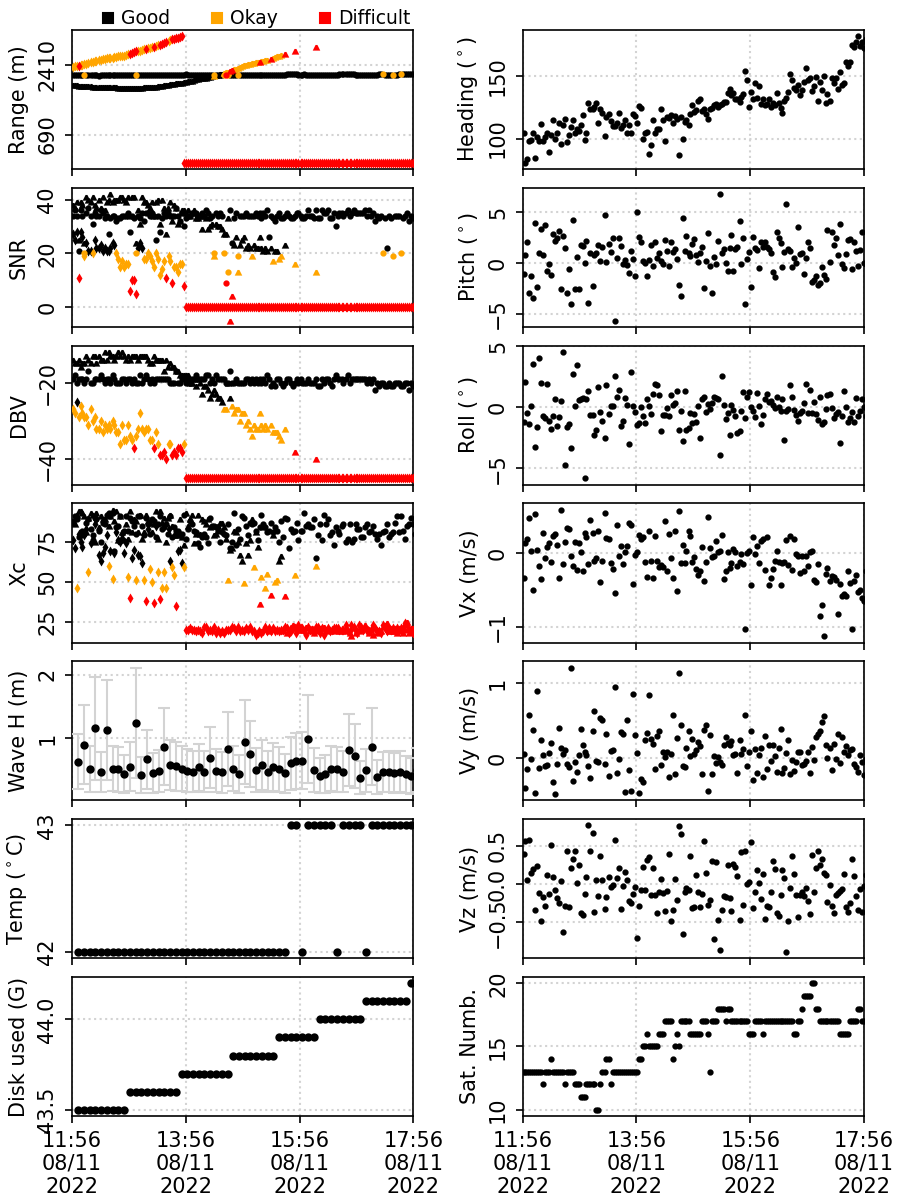 Good Okay Difficult
Range (m)
2410
690
Heading (°)
150
100
SNR
40
20
0
Pitch (°)
5
0
−5
DBV
−20
−40
Roll (°)
5
0
−5
Xc
75
50
25
Vx (m/s)
0
−1
Wave H (m)
2
1
Vy (m/s)
1
0
Temp (°C)
43
42
Vz (m/s)
0.5
0.0
−0.5
Disk used (G)
44.0
43.5
Sat. Numb.
20
15
10
11:56 13:56 15:56 17:56 11:56 13:56 15:56 17:56
08/11 08/11 08/11 08/11 08/11 08/11 08/11 08/11
2022 2022 2022 2022 2022 2022 2022 2022